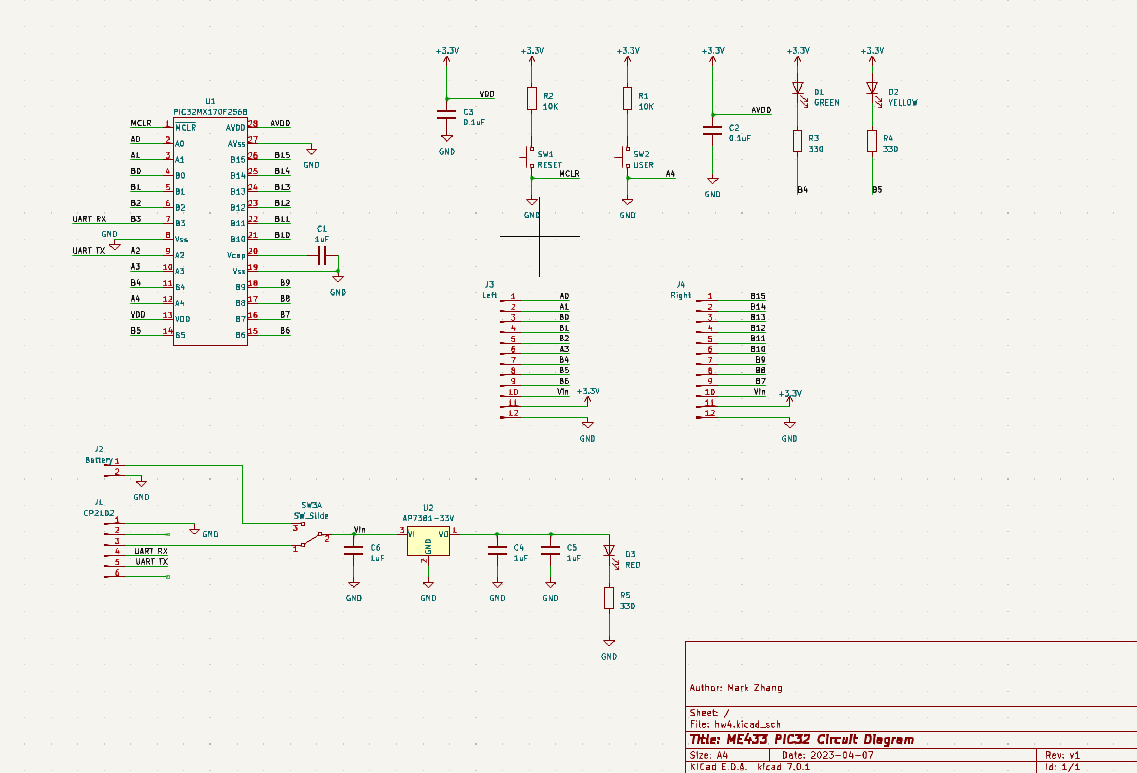 U1
PIC32MX170F256B
MCLR 1 MCLR AVDD 28 AVDD
A0 2 A0 AVss 27
GND
A1 3 A1 B15 26 B15
B0 4 B0 B14 25 B14
B1 5 B1 B13 24 B13
B2 6 B2 B12 23 B12
UART RX B3 7 B3 B11 22 B11
GND 8 Vss B10 21 B10
UART TX A2 9 A2 Vcap 20
C1
1uF
A3 10 A3 Vss 19
GND
B4 11 B4 B9 18 B9
A4 12 A4 B8 17 B8
VDD 13 VDD B7 16 B7
B5 14 B5 B6 15 B6
+3.3V
VDD
C3
0.1uF
GND
+3.3V
R2
10K
SW1
RESET
MCLR
GND
+3.3V
R1
10K
SW2
USER
A4
GND
+3.3V
AVDD
C2
0.1uF
GND
+3.3V
D1
GREEN
R3
330
B4
+3.3V
D2
YELLOW
R4
330
B5
J3
Left
1 A0
2 A1
3 B0
4 B1
5 B2
6 A3
7 B4
8 B5
9 B6
10 Vin +3.3V
11
12
GND
J4
Right
1 B15
2 B14
3 B13
4 B12
5 B11
6 B10
7 B9
8 B8
9 B7
10 Vin +3.3V
11
12
GND
J2
Battery 1
2
GND
J1
CP2102
1
GND
2
3
4 UART RX
5 UART TX
6
SW3A
SW_Slide
3
2
1
Vin
C6
1uF
GND
U2
AP7381-33V
3 VI VO 1
GND
2
GND
C4
1uF
GND
C5
1uF
GND
D3
RED
R5
330
GND
Author: Mark Zhang
Sheet: /
File: hw4.kicad_sch
Title: ME433 PIC32 Circuit Diagram
Size: A4 Date: 2023-04-07 Rev: v1
KiCad E.D.A. kicad 7.0.1 Id: 1/1